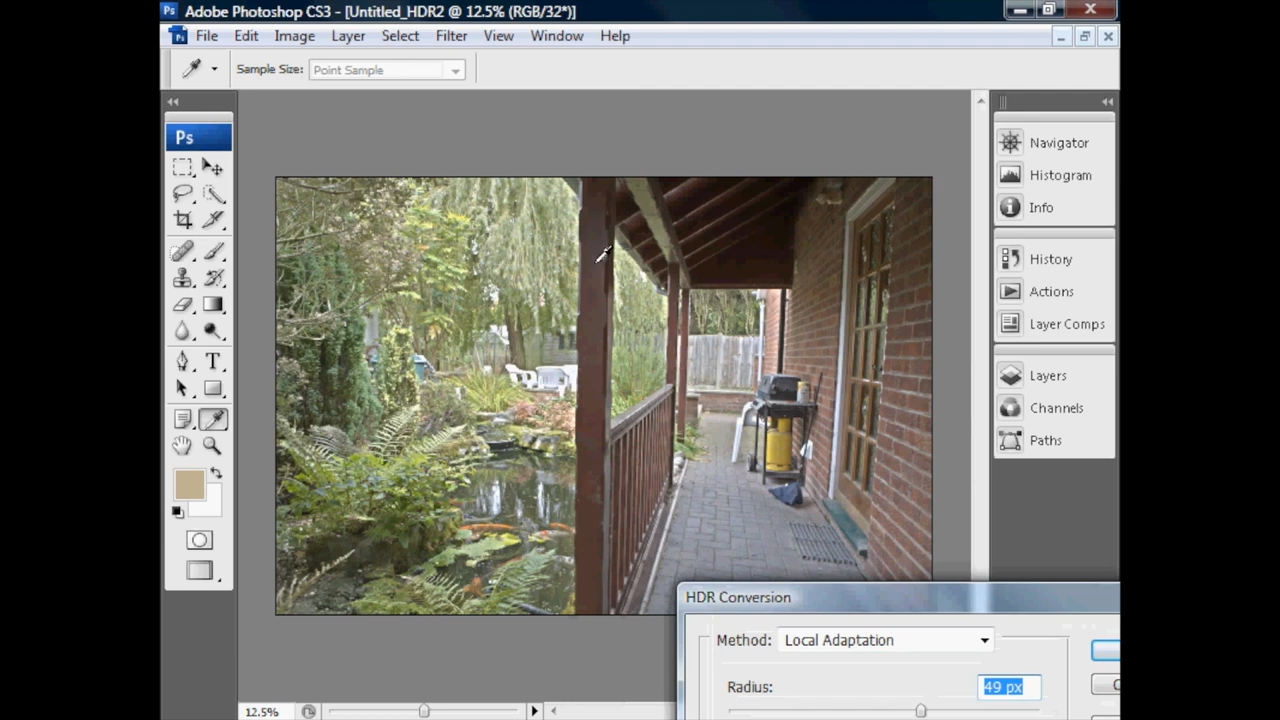 Ps Adobe Photoshop CS3 - [Untitled_HDR2 @ 12.5% (RGB/32*)]
Ps File Edit Image Layer Select Filter View Window Help
Sample Size: Point Sample
Ps
T
Navigator
Histogram
Info
History
Actions
Layer Comps
Layers
Channels
Paths
HDR Conversion
Method: Local Adaptation
Radius: 49 px
12.5%